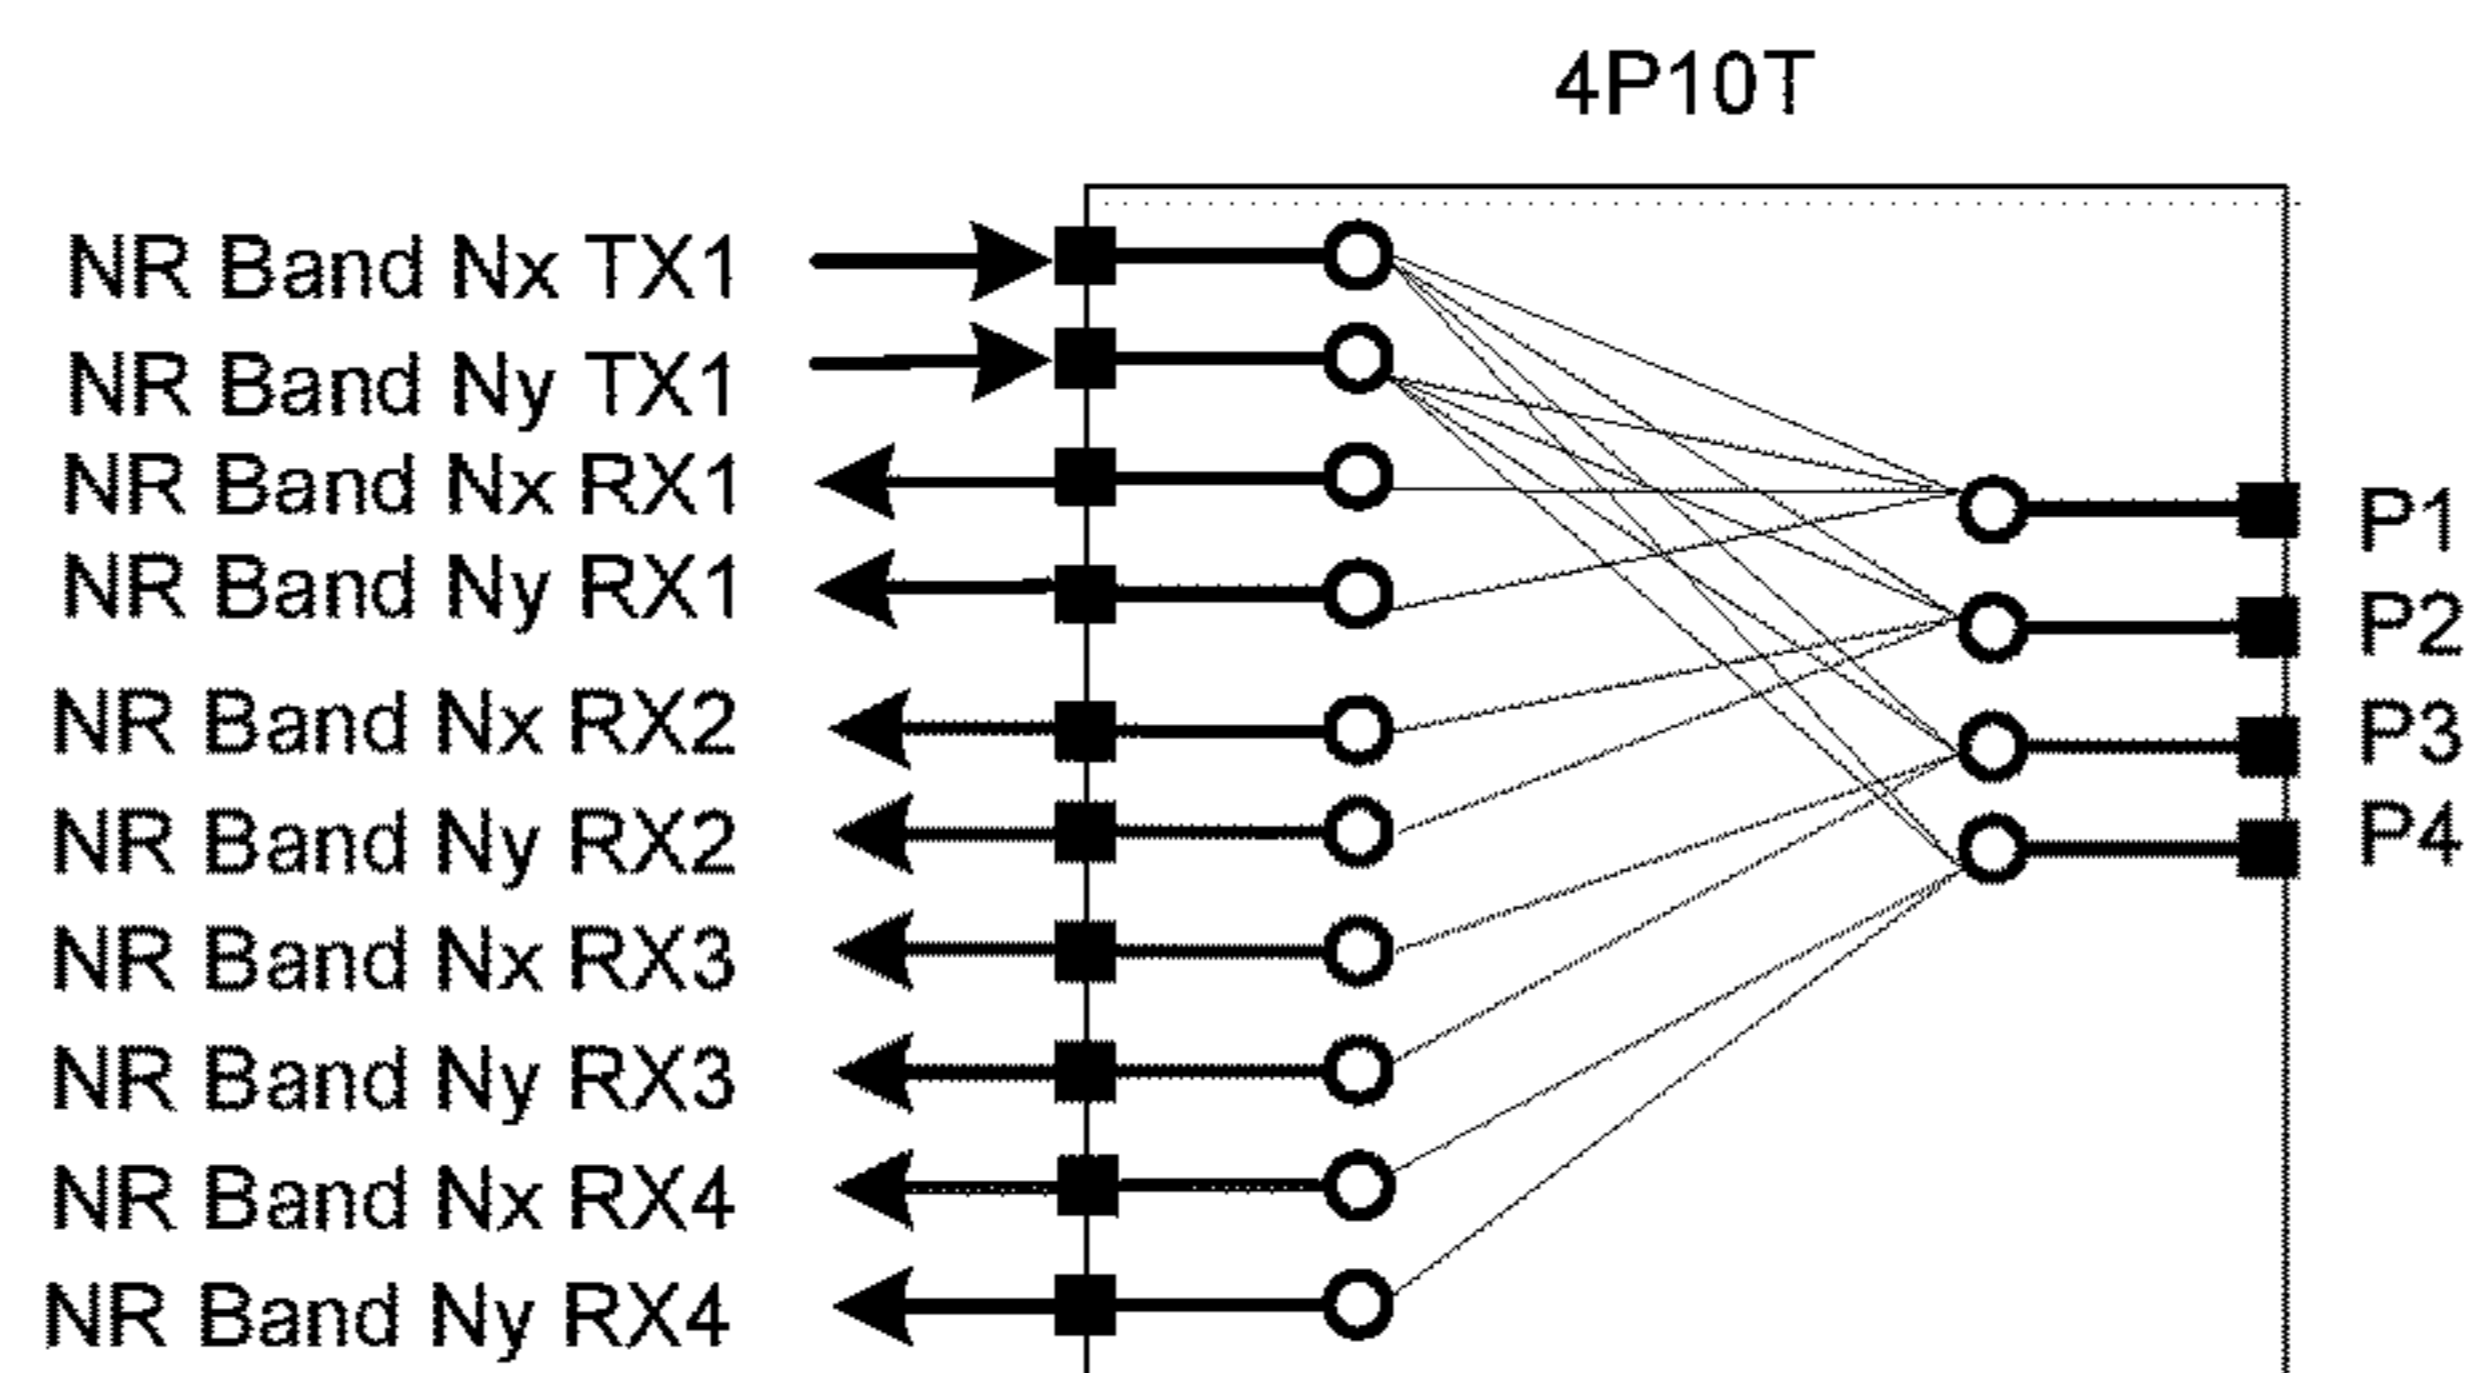 4P10T
NR Band Nx TX1
NR Band Ny TX1
NR Band Nx RX1
NR Band Ny RX1
NR Band Nx RX2
NR Band Ny RX2
NR Band Nx RX3
NR Band Ny RX3
NR Band Nx RX4
NR Band Ny RX4
P1
P2
P3
P4